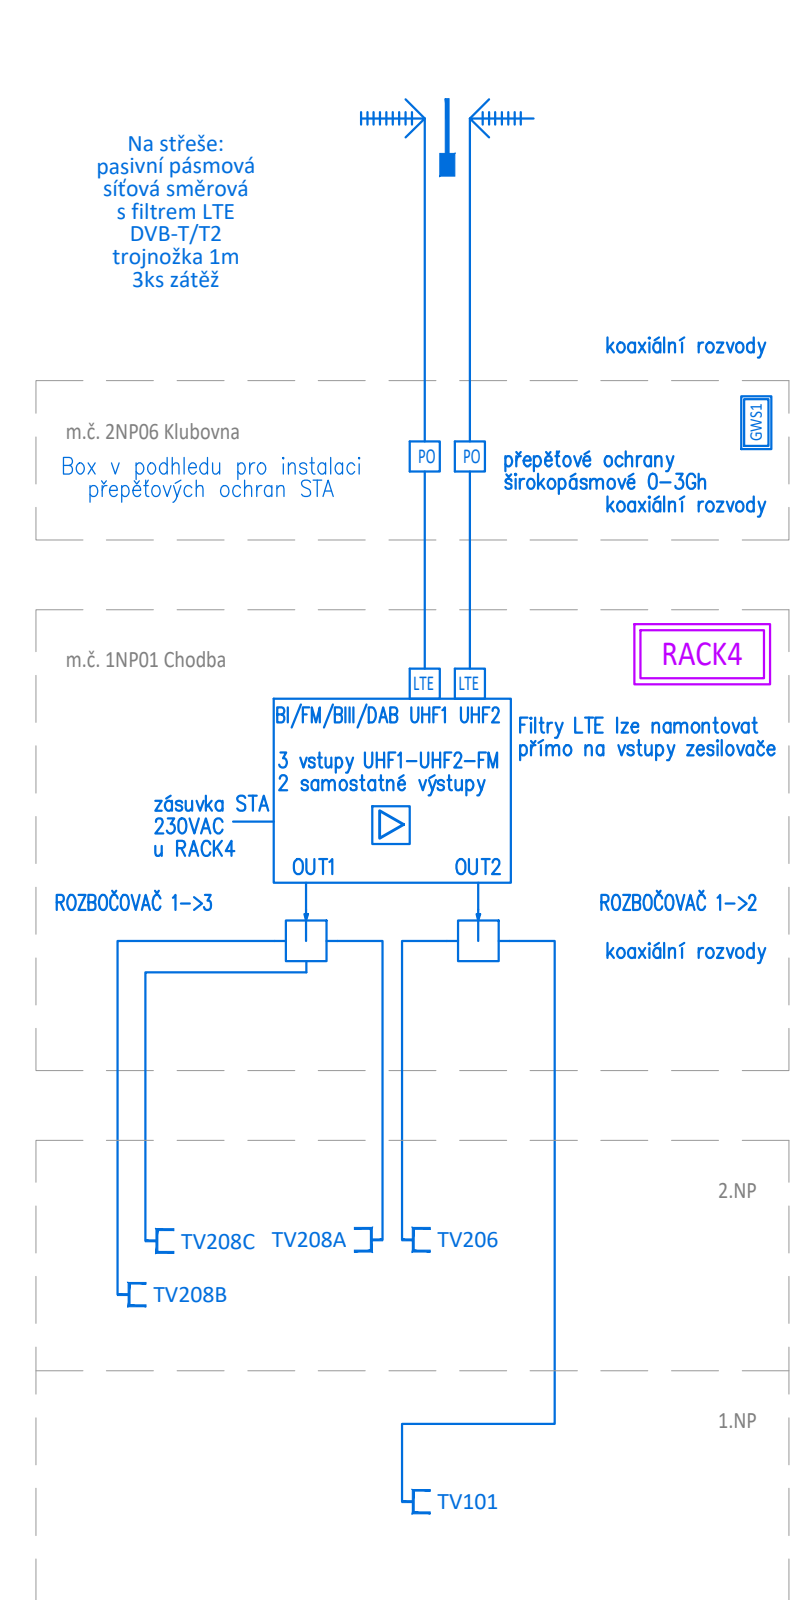 Na střeše:
pasivní pásmová
síťová směrová
s filtrem LTE
DVB-T/T2
trojnožka 1m
3ks zátěž
koaxiální rozvody
m.č. 2NP06 Klubovna
GWS1
Box v podhledu pro instalaci
přepěťových ochran STA
PO PO
přepěťové ochrany
širokopásmové 0-3Gh
koaxiální rozvody
m.č. 1NP01 Chodba
RACK4
LTE LTE
BI/FM/BIII/DAB UHF1 UHF2
3 vstupy UHF1-UHF2-FM
2 samostatné výstupy
Filtry LTE lze namontovat
přímo na vstupy zesilovače
zásuvka STA
230VAC
u RACK4
OUT1 OUT2
ROZBOČOVAČ 1->3
ROZBOČOVAČ 1->2
koaxiální rozvody
2.NP
TV208C TV208A TV206
TV208B
1.NP
TV101